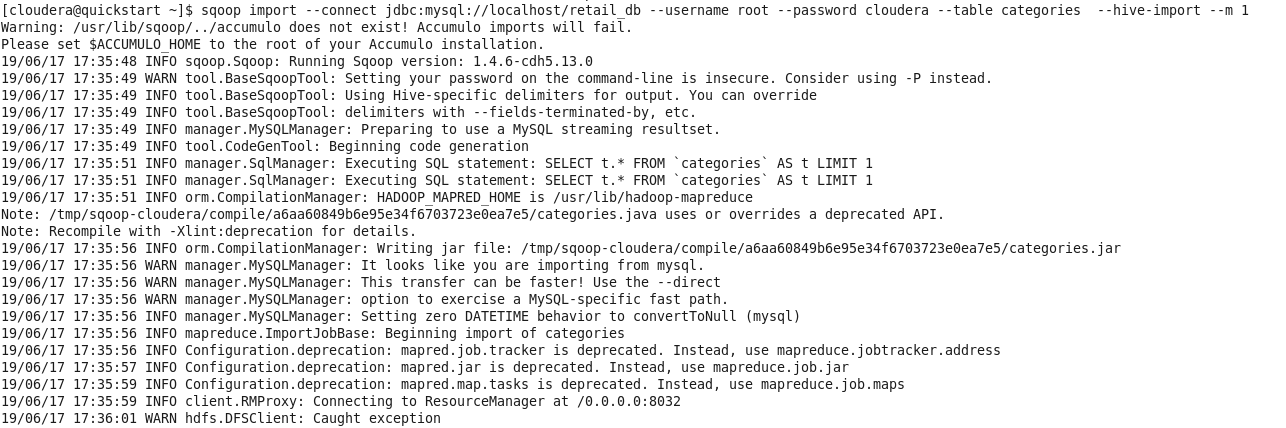 [cloudera@quickstart ~]$ sqoop import --connect jdbc:mysql://localhost/retail_db --username root --password cloudera --table categories  --hive-import --m 1
Warning: /usr/lib/sqoop/../accumulo does not exist! Accumulo imports will fail.
Please set $ACCUMULO_HOME to the root of your Accumulo installation.
19/06/17 17:35:48 INFO sqoop.Sqoop: Running Sqoop version: 1.4.6-cdh5.13.0
19/06/17 17:35:49 WARN tool.BaseSqoopTool: Setting your password on the command-line is insecure. Consider using -P instead.
19/06/17 17:35:49 INFO tool.BaseSqoopTool: Using Hive-specific delimiters for output. You can override
19/06/17 17:35:49 INFO tool.BaseSqoopTool: delimiters with --fields-terminated-by, etc.
19/06/17 17:35:49 INFO manager.MySQLManager: Preparing to use a MySQL streaming resultset.
19/06/17 17:35:49 INFO tool.CodeGenTool: Beginning code generation
19/06/17 17:35:51 INFO manager.SqlManager: Executing SQL statement: SELECT t.* FROM `categories` AS t LIMIT 1
19/06/17 17:35:51 INFO manager.SqlManager: Executing SQL statement: SELECT t.* FROM `categories` AS t LIMIT 1
19/06/17 17:35:51 INFO orm.CompilationManager: HADOOP_MAPRED_HOME is /usr/lib/hadoop-mapreduce
Note: /tmp/sqoop-cloudera/compile/a6aa60849b6e95e34f6703723e0ea7e5/categories.java uses or overrides a deprecated API.
Note: Recompile with -Xlint:deprecation for details.
19/06/17 17:35:56 INFO orm.CompilationManager: Writing jar file: /tmp/sqoop-cloudera/compile/a6aa60849b6e95e34f6703723e0ea7e5/categories.jar
19/06/17 17:35:56 WARN manager.MySQLManager: It looks like you are importing from mysql.
19/06/17 17:35:56 WARN manager.MySQLManager: This transfer can be faster! Use the --direct
19/06/17 17:35:56 WARN manager.MySQLManager: option to exercise a MySQL-specific fast path.
19/06/17 17:35:56 INFO manager.MySQLManager: Setting zero DATETIME behavior to convertToNull (mysql)
19/06/17 17:35:56 INFO mapreduce.ImportJobBase: Beginning import of categories
19/06/17 17:35:56 INFO Configuration.deprecation: mapred.job.tracker is deprecated. Instead, use mapreduce.jobtracker.address
19/06/17 17:35:57 INFO Configuration.deprecation: mapred.jar is deprecated. Instead, use mapreduce.job.jar
19/06/17 17:35:59 INFO Configuration.deprecation: mapred.map.tasks is deprecated. Instead, use mapreduce.job.maps
19/06/17 17:35:59 INFO client.RMProxy: Connecting to ResourceManager at /0.0.0.0:8032
19/06/17 17:36:01 WARN hdfs.DFSClient: Caught exception